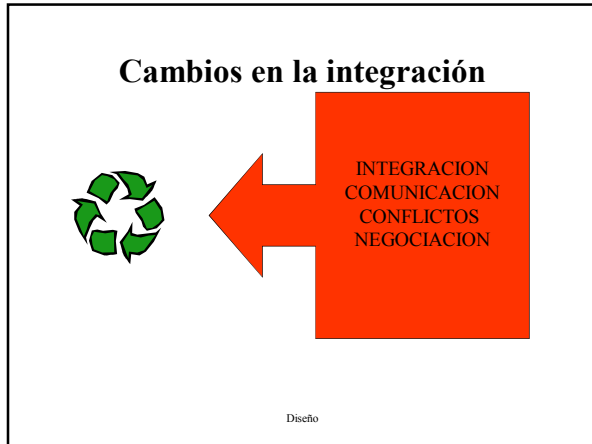 Cambios en la integración
INTEGRACION
COMUNICACION
CONFLICTOS
NEGOCIACION
Diseño